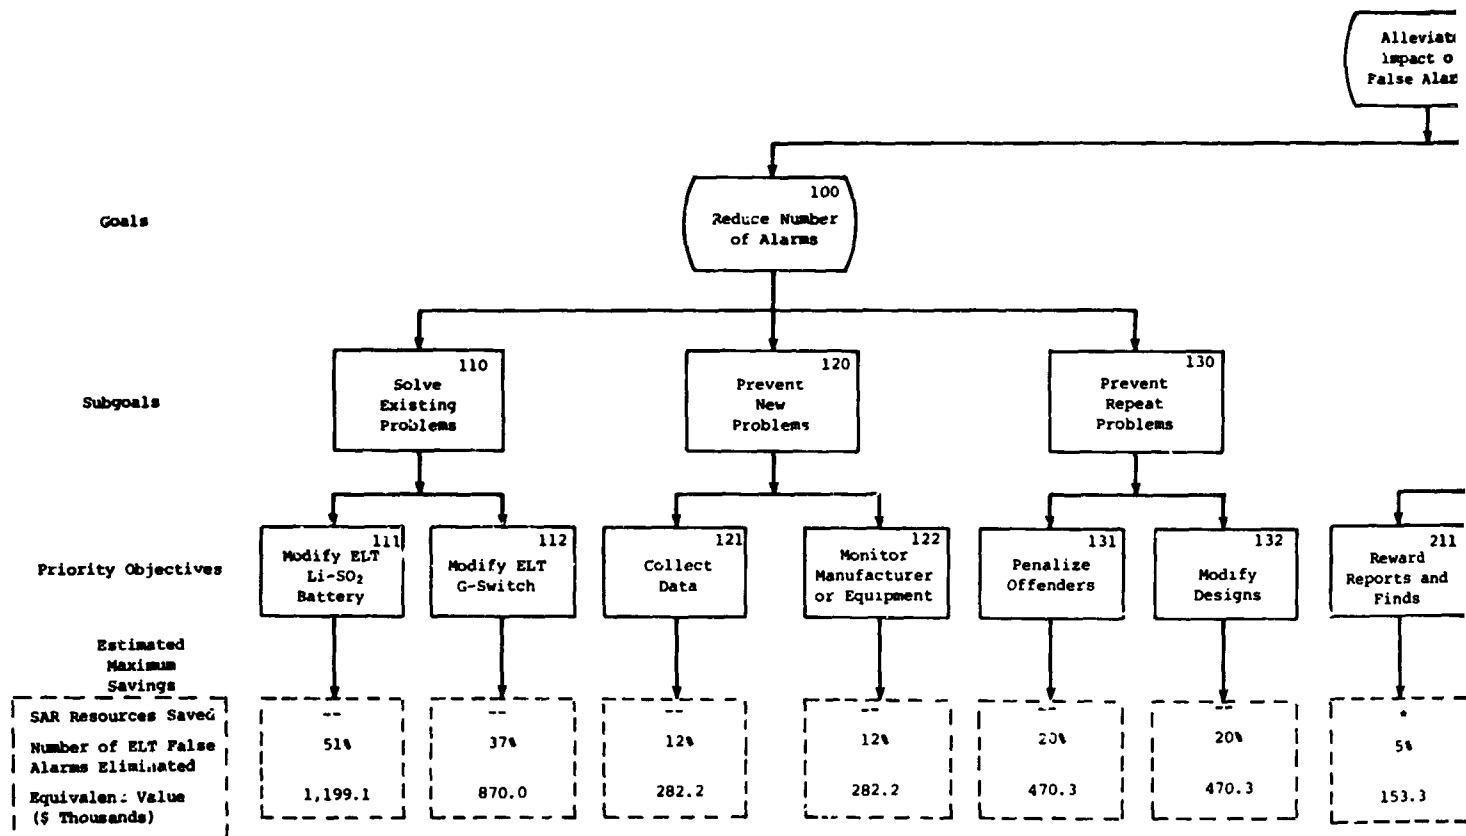 Alleviat
Impact o
False Alar
Goals
100
Reduce Number
of Alarms
Subgoals
110
Solve
Existing
Problems
120
Prevent
New
Problems
130
Prevent
Repeat
Problems
Priority Objectives
111
Modify ELT
Li-SO₂
Battery
112
Modify ELT
G-Switch
121
Collect
Data
122
Monitor
Manufacturer
or Equipment
131
Penalize
Offenders
132
Modify
Designs
211
Reward
Reports and
Finds
Estimated
Maximum
Savings
SAR Resources Saved
-- -- -- -- -- -- *
Number of ELT False
Alarms Eliminated
51% 37% 12% 12% 20% 20% 5%
Equivalent Value
($ Thousands)
1,199.1 870.0 282.2 282.2 470.3 470.3 153.3